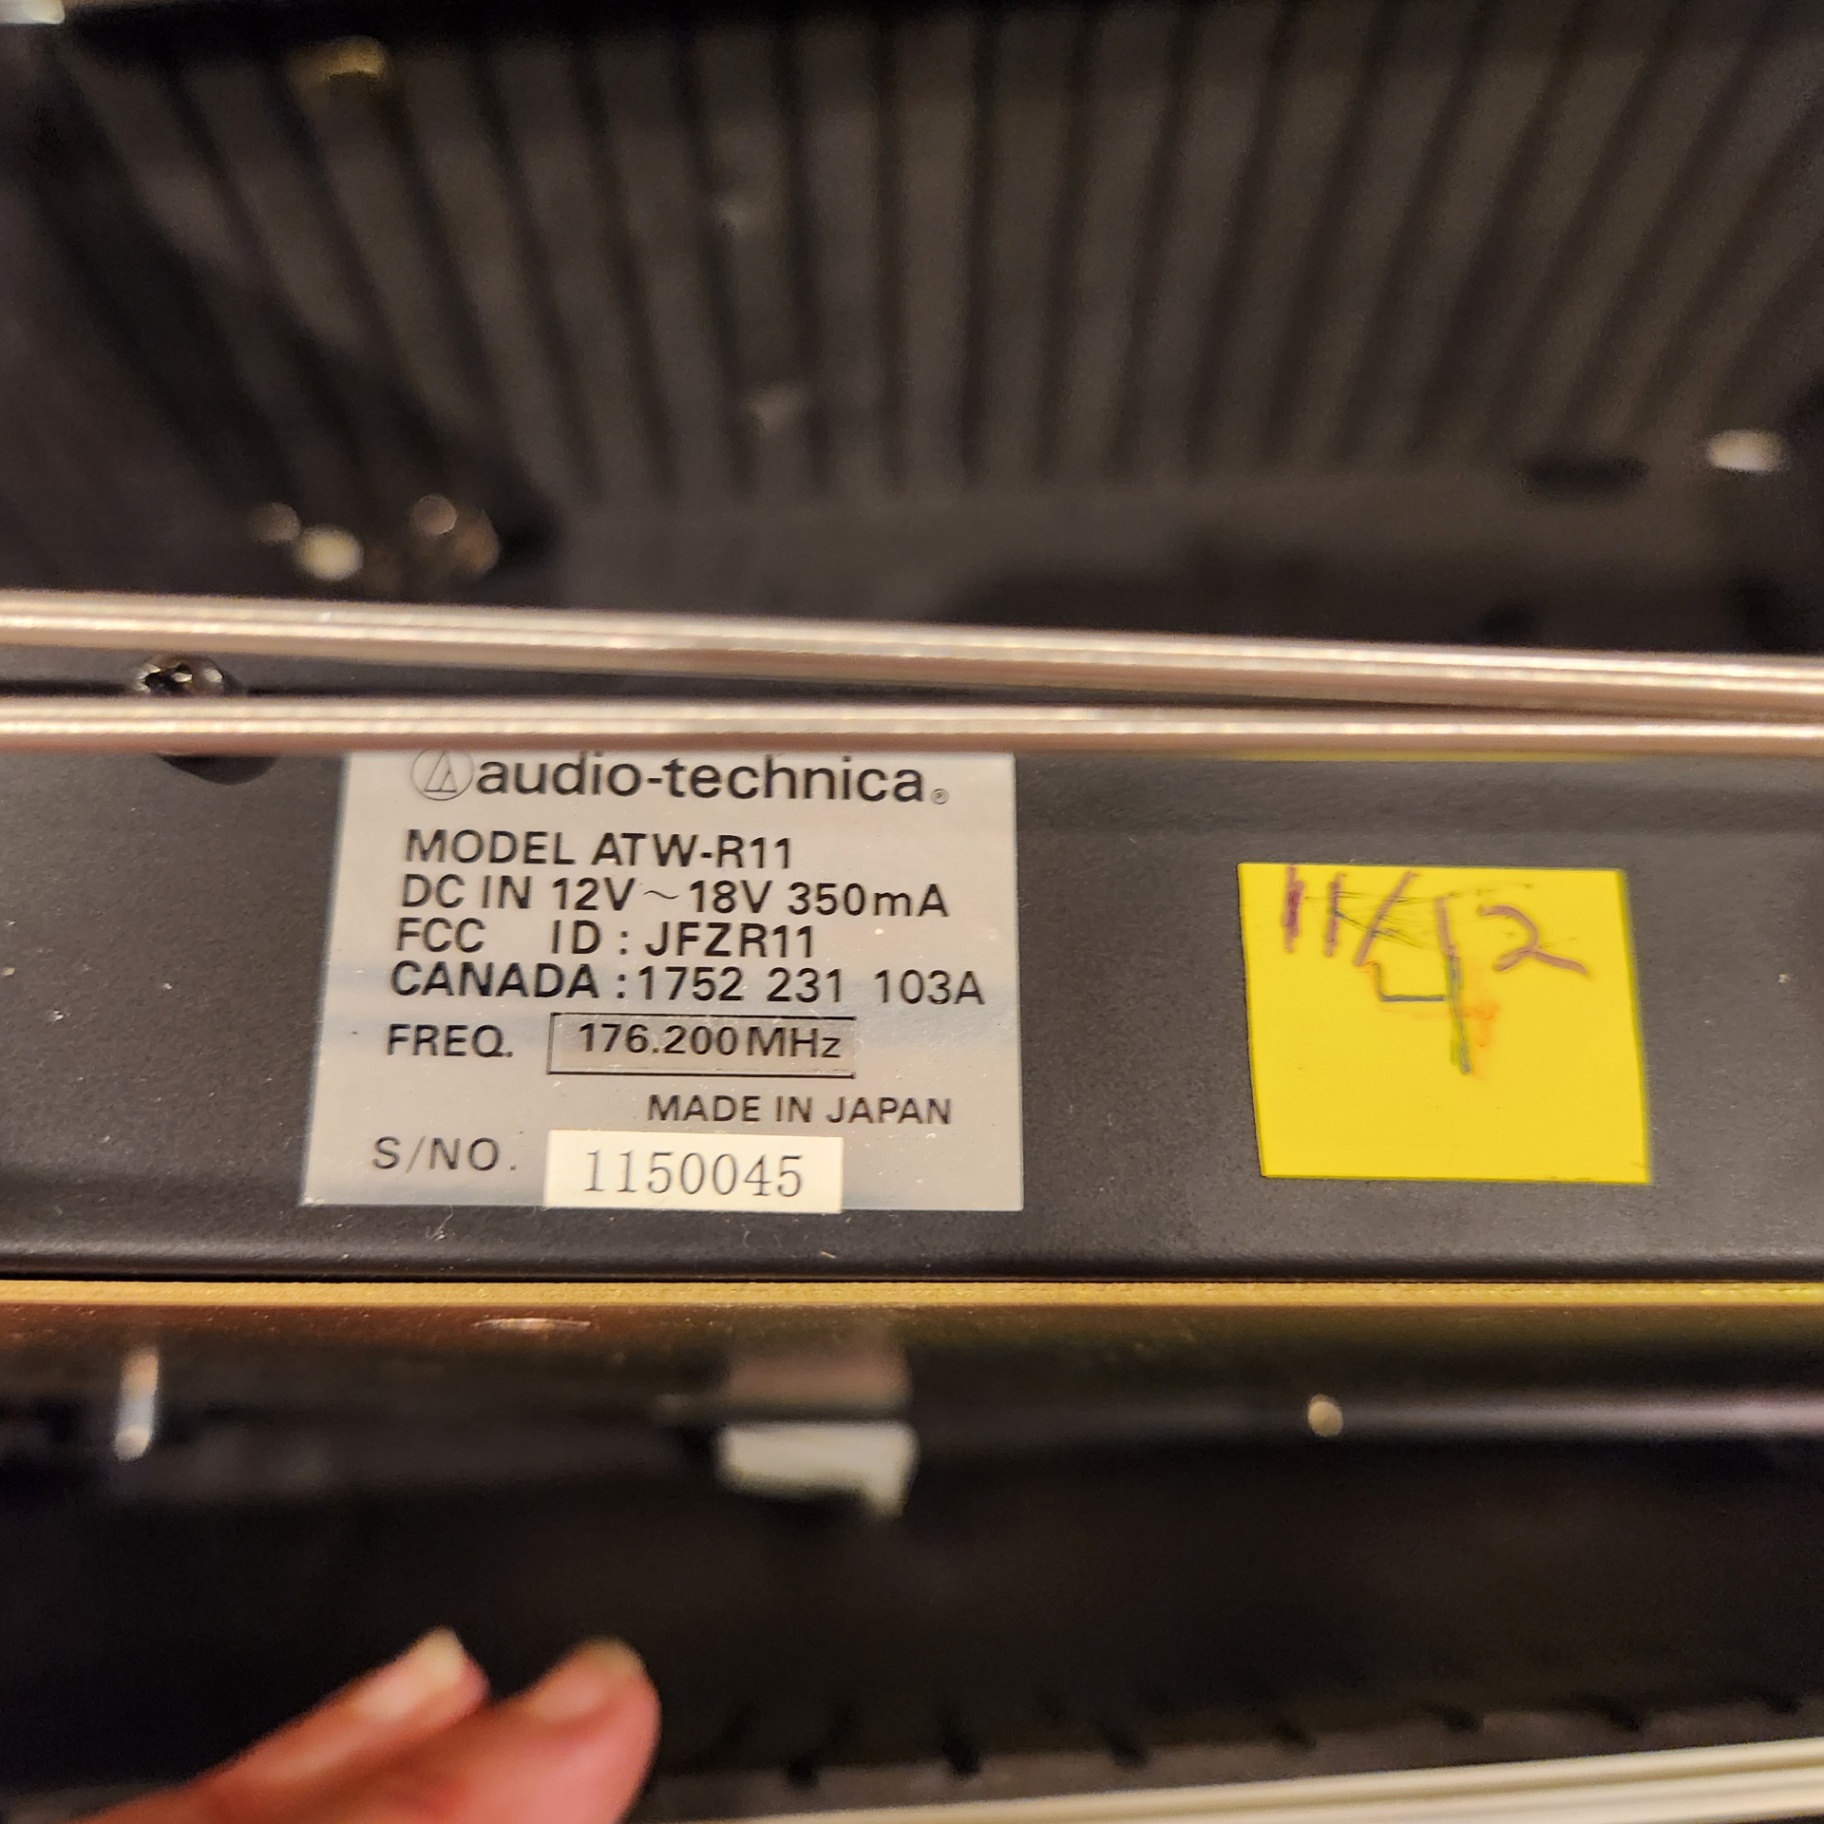 audio-technica®
MODEL ATW-R11
DC IN 12V~18V 350mA
FCC ID : JFZR11
CANADA : 1752 231 103A
FREQ. 176.200MHz
MADE IN JAPAN
S/NO. 1150045